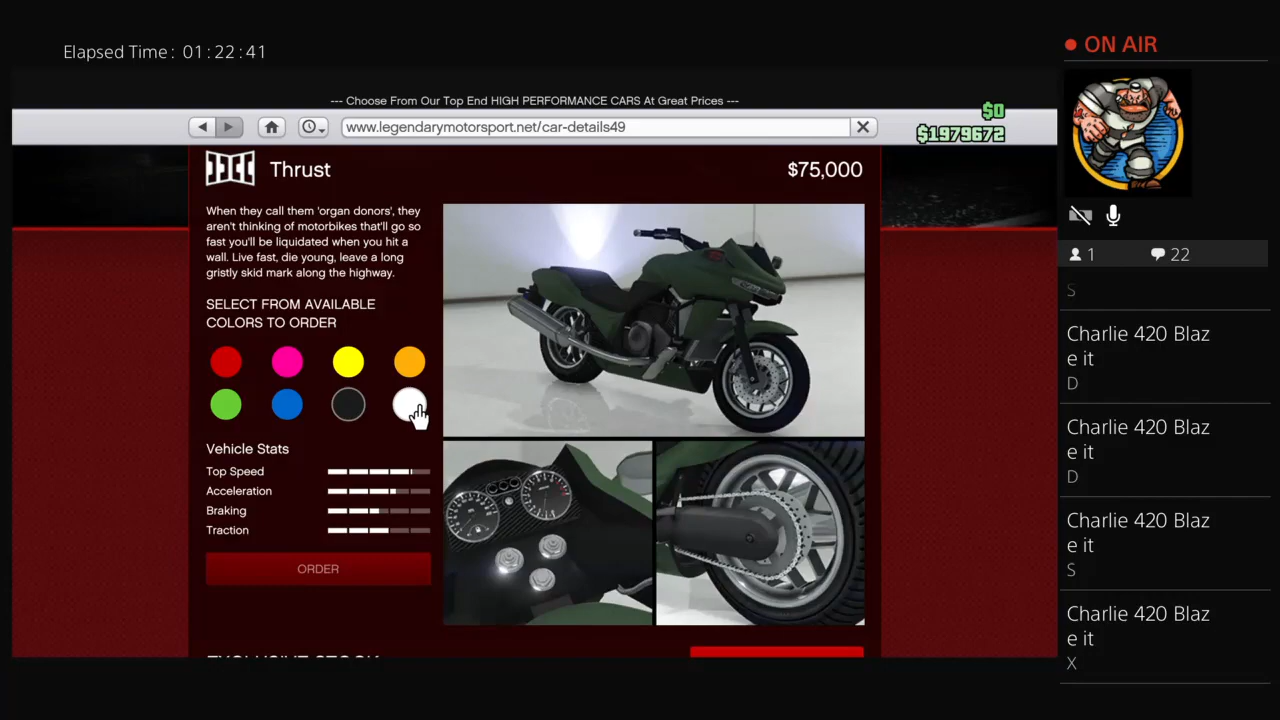 Elapsed Time: 01:22:41
ON AIR
--- Choose From Our Top End HIGH PERFORMANCE CARS At Great Prices ---
$0
www.legendarymotorsport.net/car-details49
$1979672
Thrust
$75,000
When they call them 'organ donors', they
aren't thinking of motorbikes that'll go so
fast you'll be liquidated when you hit a
wall. Live fast, die young, leave a long
gristly skid mark along the highway.
SELECT FROM AVAILABLE
COLORS TO ORDER
Vehicle Stats
Top Speed
Acceleration
Braking
Traction
ORDER
1
22
S
Charlie 420 Blaz
e it
D
Charlie 420 Blaz
e it
D
Charlie 420 Blaz
e it
S
Charlie 420 Blaz
e it
X